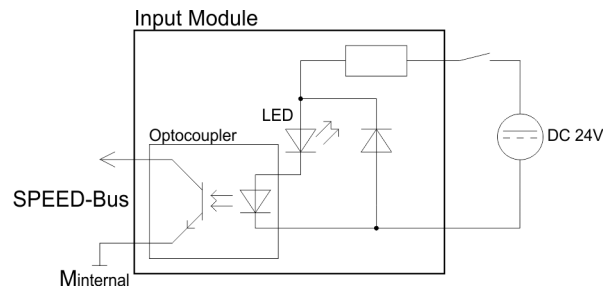 Input Module
LED
Optocoupler
DC 24V
SPEED-Bus
Minternal